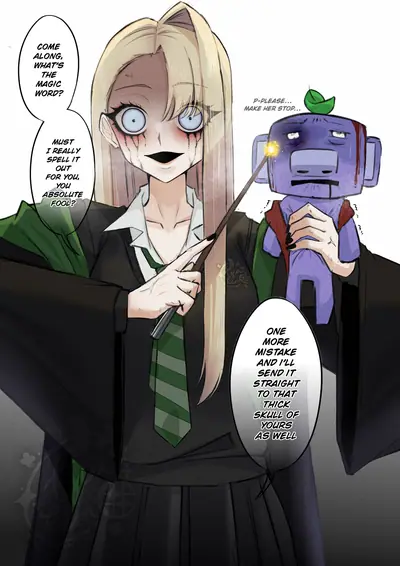 COME
ALONG,
WHAT'S
THE
MAGIC
WORD?
MUST
I REALLY
SPELL IT
OUT
FOR YOU,
YOU
ABSOLUTE
FOOL?
P-PLEASE...
MAKE HER STOP...
ONE
MORE
MISTAKE
AND I'LL
SEND IT
STRAIGHT
TO THAT
THICK
SKULL OF
YOURS
AS WELL